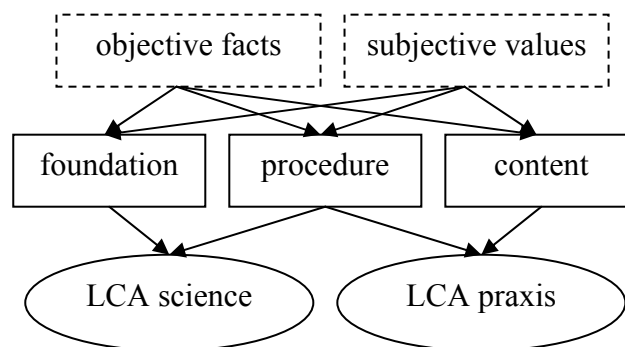 objective facts
subjective values
foundation
procedure
content
LCA science
LCA praxis